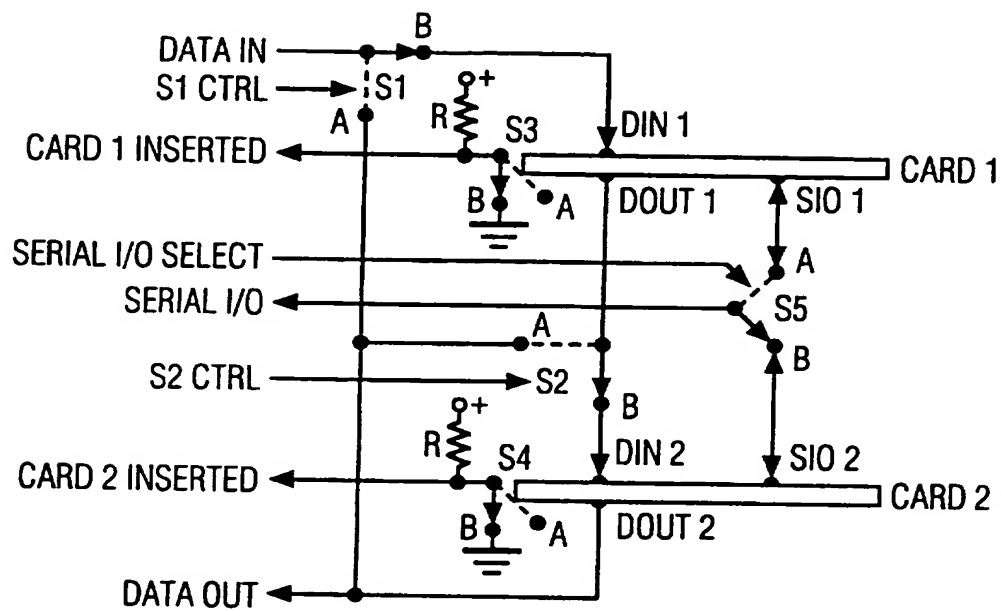 B
DATA IN
S1 CTRL
S1
+
A
R
S3
DIN 1
CARD 1 INSERTED
CARD 1
B
A
DOUT 1
SIO 1
SERIAL I/O SELECT
A
SERIAL I/O
S5
A
B
S2 CTRL
S2
+
B
R
S4
DIN 2
SIO 2
CARD 2 INSERTED
CARD 2
B
A
DOUT 2
DATA OUT